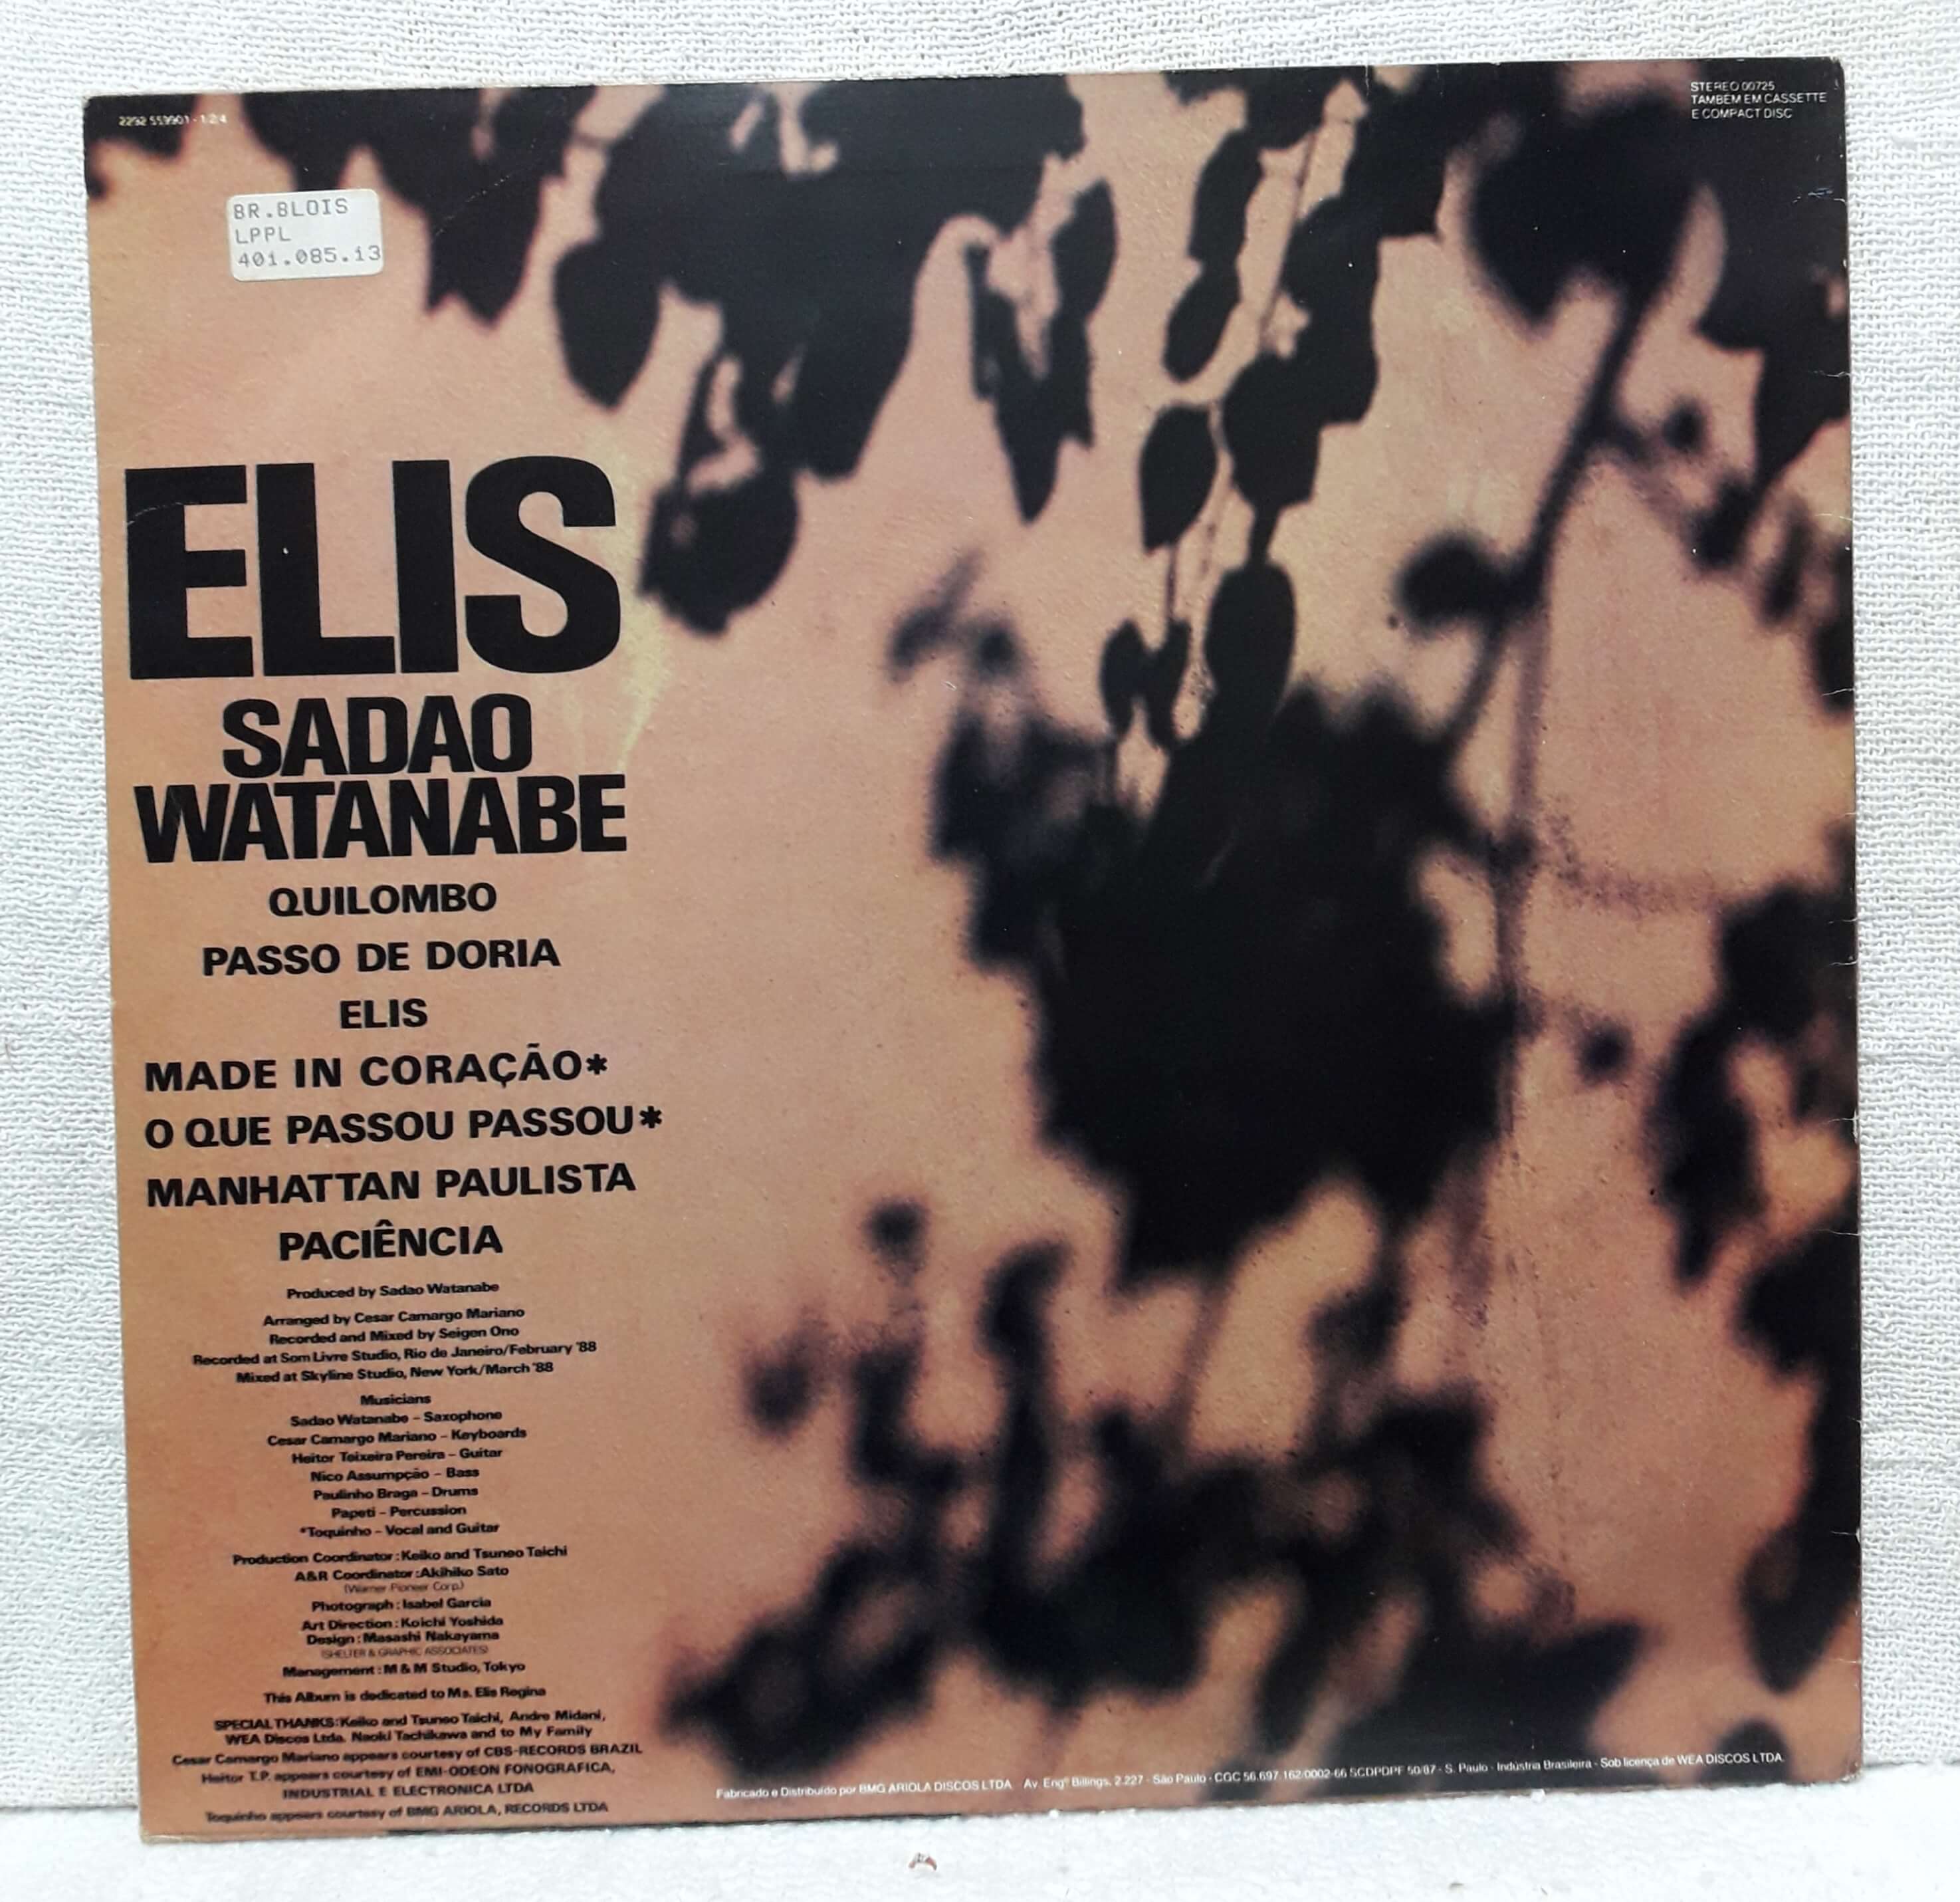 2292 559901 - 1 2/4
STEREO 00725
TAMBÉM EM CASSETTE
E COMPACT DISC
BR.BLOIS
LPPL
401.085.13
ELIS
SADAO
WATANABE
QUILOMBO
PASSO DE DORIA
ELIS
MADE IN CORAÇÃO*
O QUE PASSOU PASSOU*
MANHATTAN PAULISTA
PACIÊNCIA
Produced by Sadao Watanabe
Arranged by Cesar Camargo Mariano
Recorded and Mixed by Seigen Ono
Recorded at Som Livre Studio, Rio de Janeiro/February '88
Mixed at Skyline Studio, New York/March '88
Musicians
Sadao Watanabe – Saxophone
Cesar Camargo Mariano – Keyboards
Heitor Teixeira Pereira – Guitar
Nico Assumpção – Bass
Paulinho Braga – Drums
Papeti – Percussion
*Toquinho – Vocal and Guitar
Production Coordinator : Keiko and Tsuneo Taichi
A&R Coordinator : Akihiko Sato
(Warner-Pioneer Corp.)
Photograph : Isabel Garcia
Art Direction : Koichi Yoshida
Design : Masashi Nakayama
(SHELTER & GRAPHIC ASSOCIATES)
Management : M & M Studio, Tokyo
This Album is dedicated to Ms. Elis Regina
SPECIAL THANKS: Keiko and Tsuneo Taichi, Andre Midani,
WEA Discos Ltda. Naoki Tachikawa and to My Family
Cesar Camargo Mariano appears courtesy of CBS-RECORDS BRAZIL
Heitor T.P. appears courtesy of EMI-ODEON FONOGRAFICA,
INDUSTRIAL E ELECTRONICA LTDA
Toquinho appears courtesy of BMG ARIOLA, RECORDS LTDA
Fabricado e Distribuído por BMG ARIOLA DISCOS LTDA Av. Engº Billings, 2.227 - São Paulo - CGC 56.697.162/0002-66 SCDPDPF 50/87 - S. Paulo - Indústria Brasileira - Sob licença de WEA DISCOS LTDA.